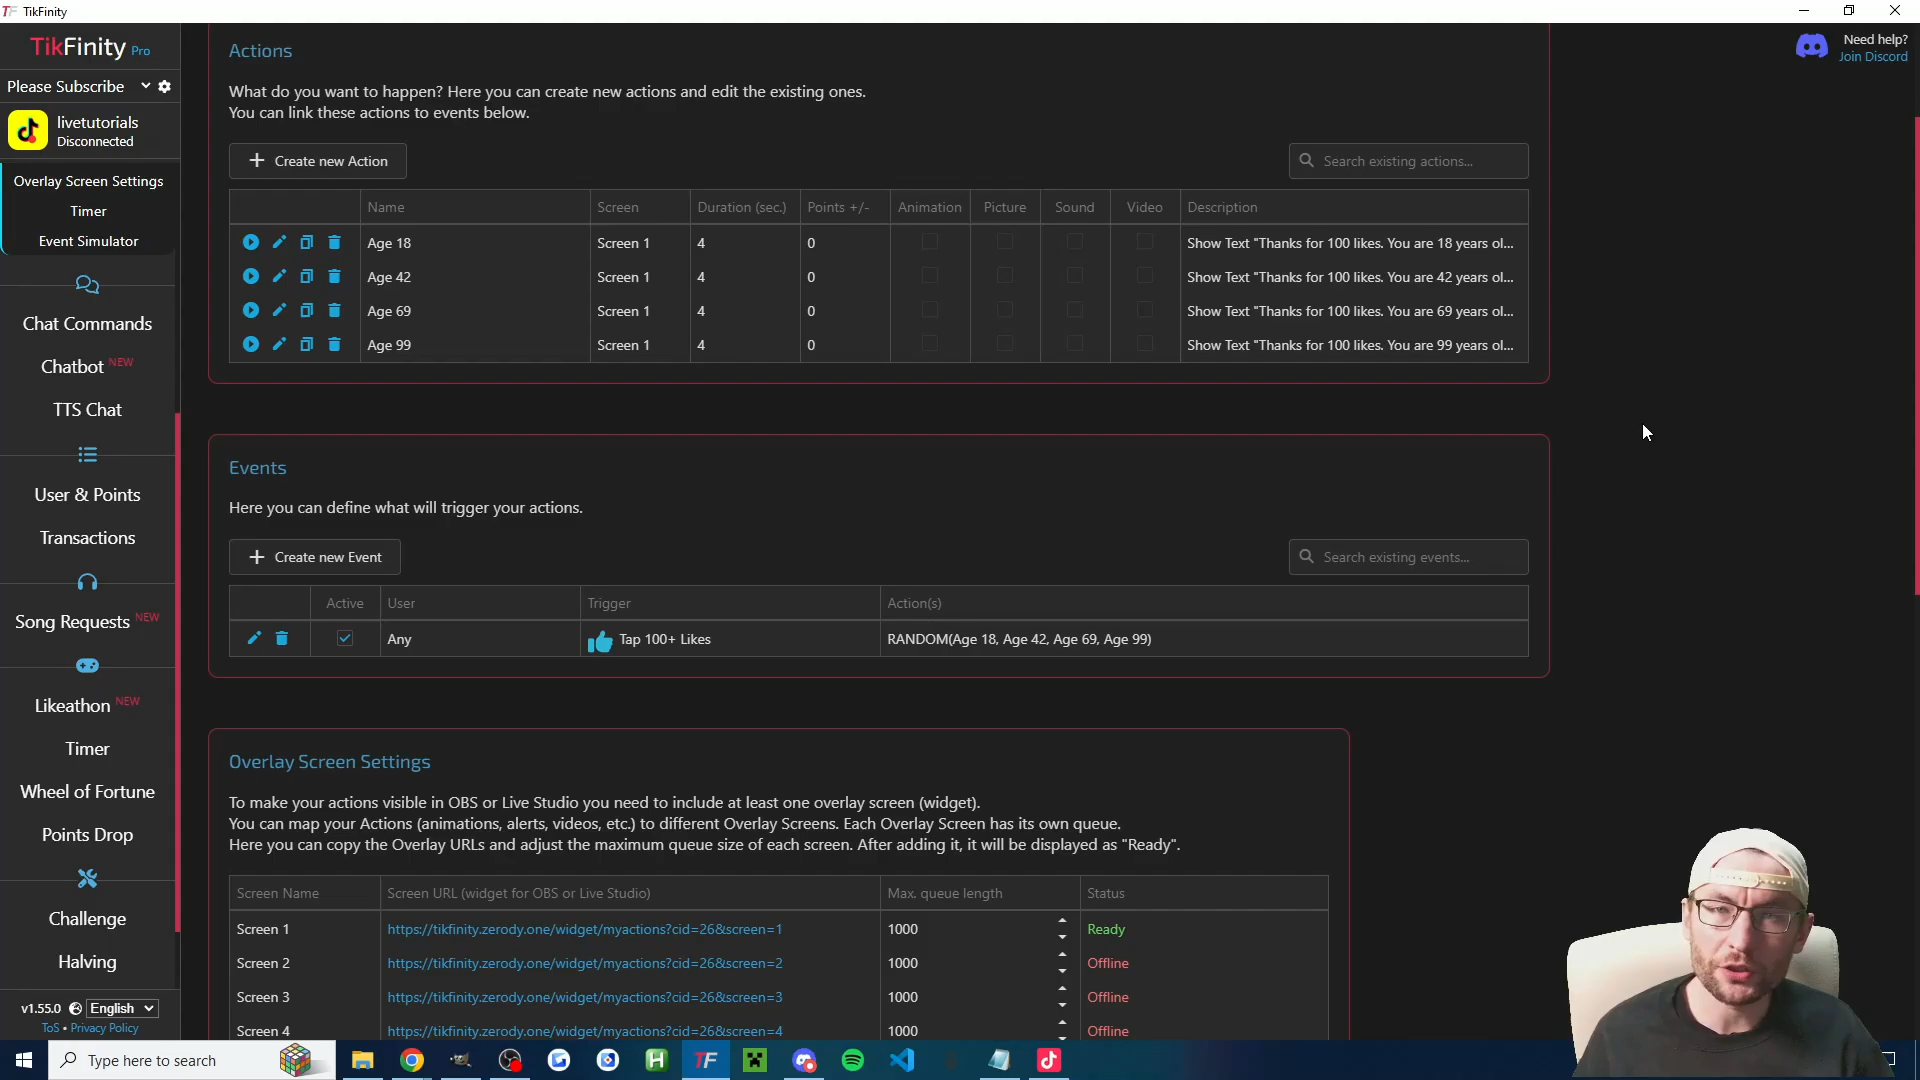 TF TikFinity
TikFinity Pro
Please Subscribe
livetutorials
Disconnected
Overlay Screen Settings
Timer
Event Simulator
Chat Commands
Chatbot NEW
TTS Chat
User & Points
Transactions
Song Requests NEW
Likeathon NEW
Timer
Wheel of Fortune
Points Drop
Challenge
Halving
v1.55.0 English
ToS • Privacy Policy
Need help?
Join Discord
Actions
What do you want to happen? Here you can create new actions and edit the existing ones.
You can link these actions to events below.
+ Create new Action
Search existing actions...
Name Screen Duration (sec.) Points +/- Animation Picture Sound Video Description
Age 18 Screen 1 4 0 Show Text "Thanks for 100 likes. You are 18 years ol...
Age 42 Screen 1 4 0 Show Text "Thanks for 100 likes. You are 42 years ol...
Age 69 Screen 1 4 0 Show Text "Thanks for 100 likes. You are 69 years ol...
Age 99 Screen 1 4 0 Show Text "Thanks for 100 likes. You are 99 years ol...
Events
Here you can define what will trigger your actions.
+ Create new Event
Search existing events...
Active User Trigger Action(s)
Any Tap 100+ Likes RANDOM(Age 18, Age 42, Age 69, Age 99)
Overlay Screen Settings
To make your actions visible in OBS or Live Studio you need to include at least one overlay screen (widget).
You can map your Actions (animations, alerts, videos, etc.) to different Overlay Screens. Each Overlay Screen has its own queue.
Here you can copy the Overlay URLs and adjust the maximum queue size of each screen. After adding it, it will be displayed as "Ready".
Screen Name Screen URL (widget for OBS or Live Studio) Max. queue length Status
Screen 1 https://tikfinity.zerody.one/widget/myactions?cid=26&screen=1 1000 Ready
Screen 2 https://tikfinity.zerody.one/widget/myactions?cid=26&screen=2 1000 Offline
Screen 3 https://tikfinity.zerody.one/widget/myactions?cid=26&screen=3 1000 Offline
Screen 4 https://tikfinity.zerody.one/widget/myactions?cid=26&screen=4 1000 Offline
Type here to search
H
TF